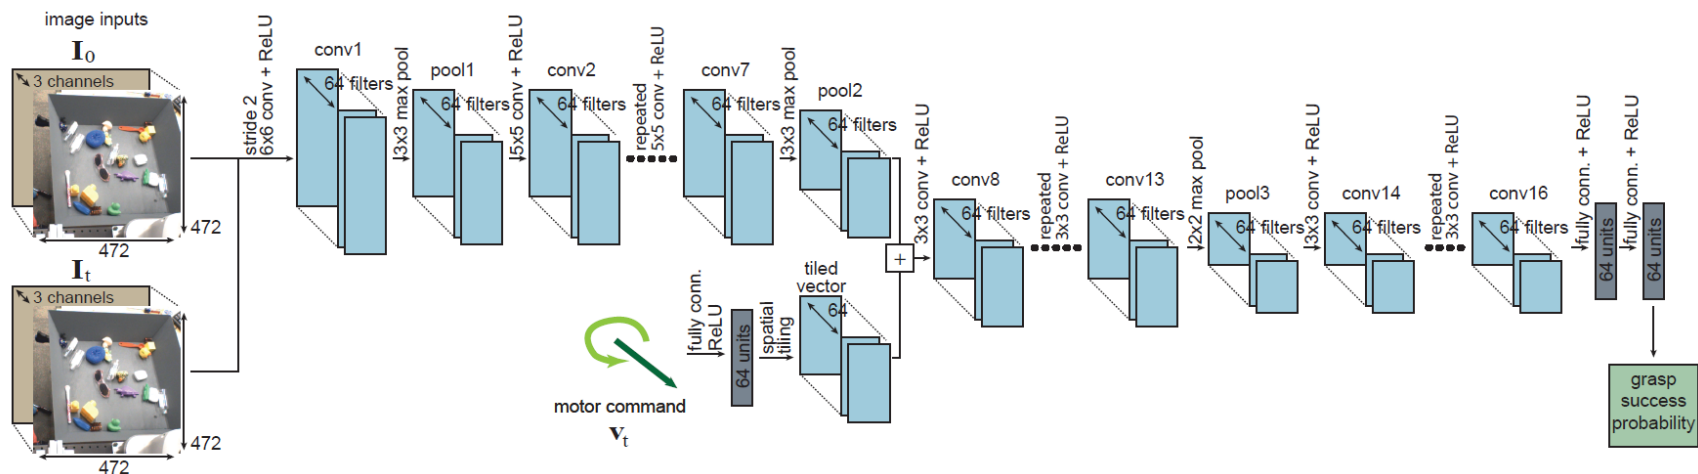 image inputs
I0
3 channels
472
472
It
3 channels
472
472
stride 2
6x6 conv + ReLU
conv1
64 filters
3x3 max pool
pool1
64 filters
5x5 conv + ReLU
conv2
64 filters
repeated
5x5 conv + ReLU
conv7
64 filters
3x3 max pool
pool2
64 filters
motor command
vt
fully conn.
ReLU
64 units
spatial
tiling
tiled
vector
64
+
3x3 conv + ReLU
conv8
64 filters
repeated
3x3 conv + ReLU
conv13
64 filters
2x2 max pool
pool3
64 filters
3x3 conv + ReLU
conv14
64 filters
repeated
3x3 conv + ReLU
conv16
64 filters
fully conn. + ReLU
64 units
fully conn. + ReLU
64 units
grasp
success
probability